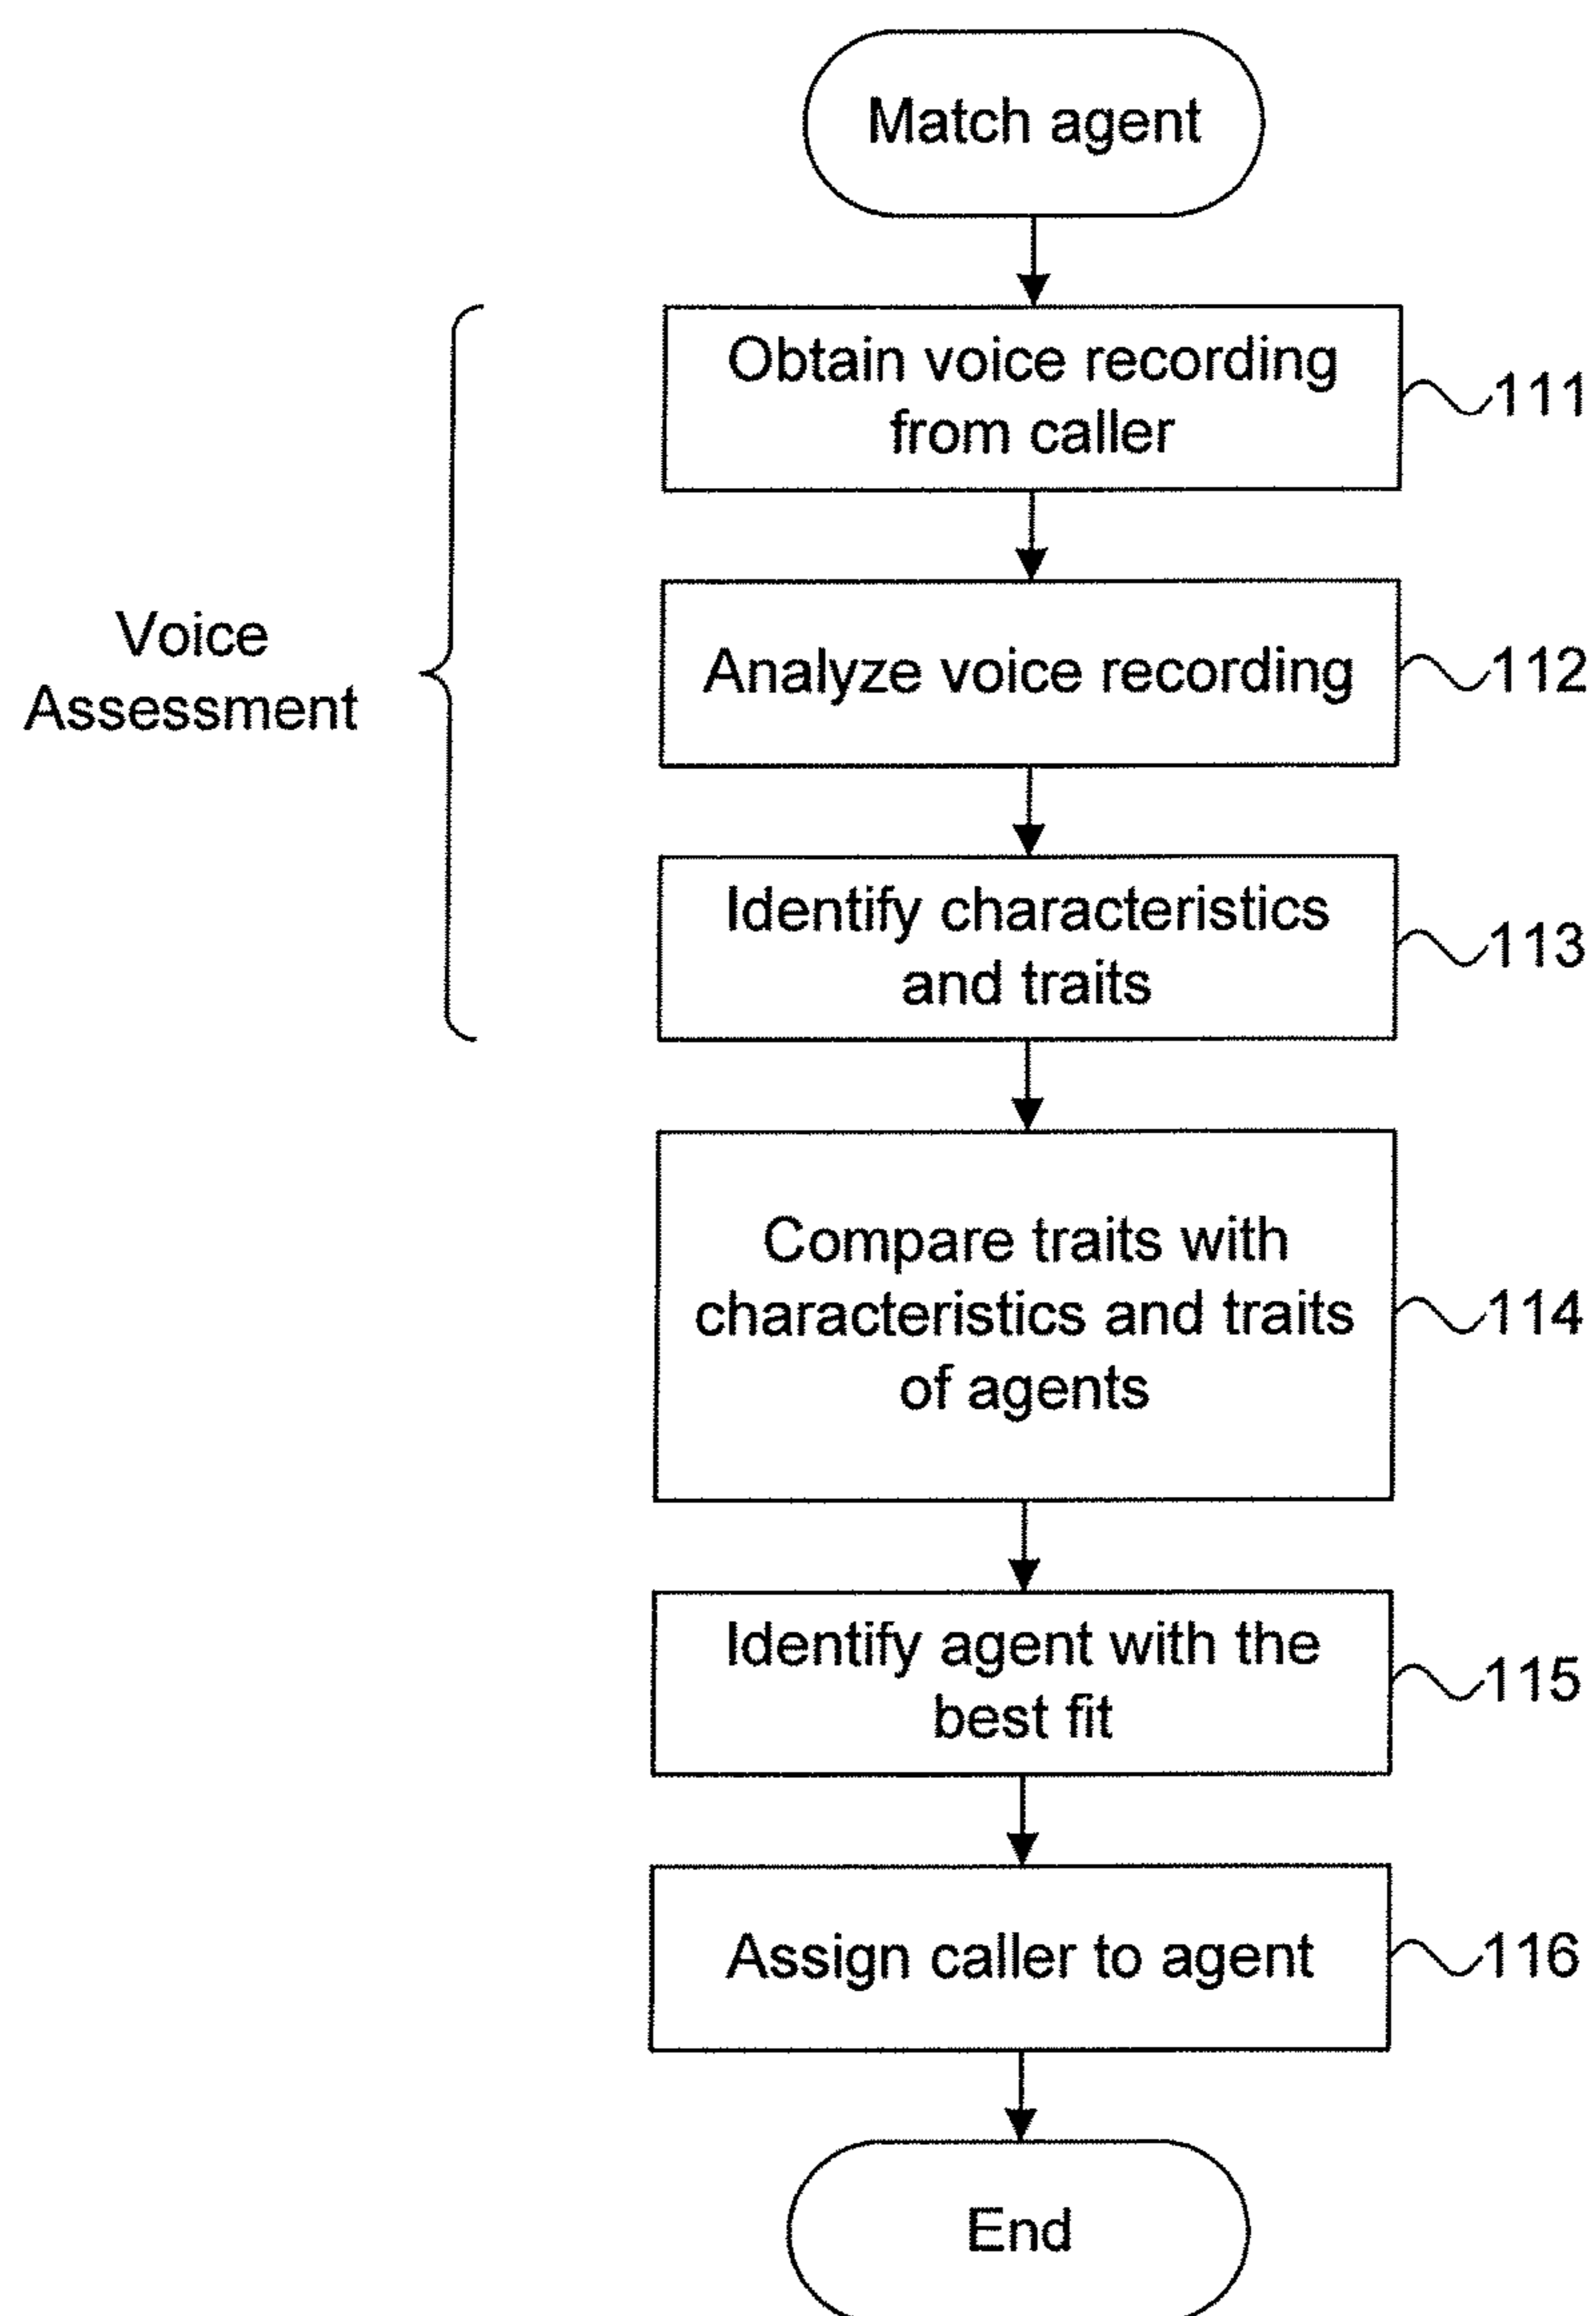 Match agent
Obtain voice recording
from caller
111
Voice
Assessment
Analyze voice recording
112
Identify characteristics
and traits
113
Compare traits with
characteristics and traits
of agents
114
Identify agent with the
best fit
115
Assign caller to agent
116
End